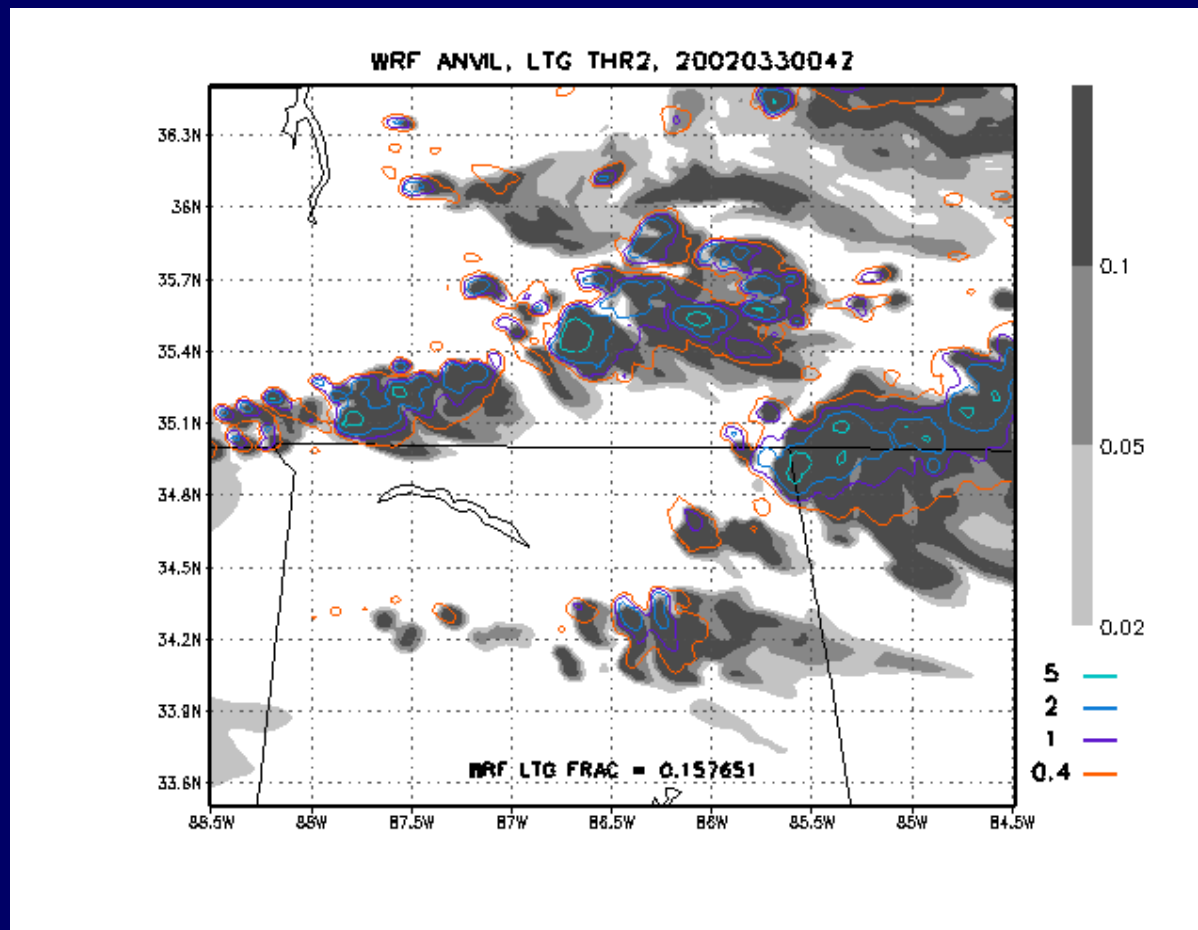 WRF ANVIL, LTG THR2, 2002033004Z
36.3N
36N
35.7N
35.4N
35.1N
34.8N
34.5N
34.2N
33.9N
33.6N
88.5W 88W 87.5W 87W 86.5W 86W 85.5W 85W 84.5W
WRF LTG FRAC = 0.157651
0.1
0.05
0.02
5
2
1
0.4